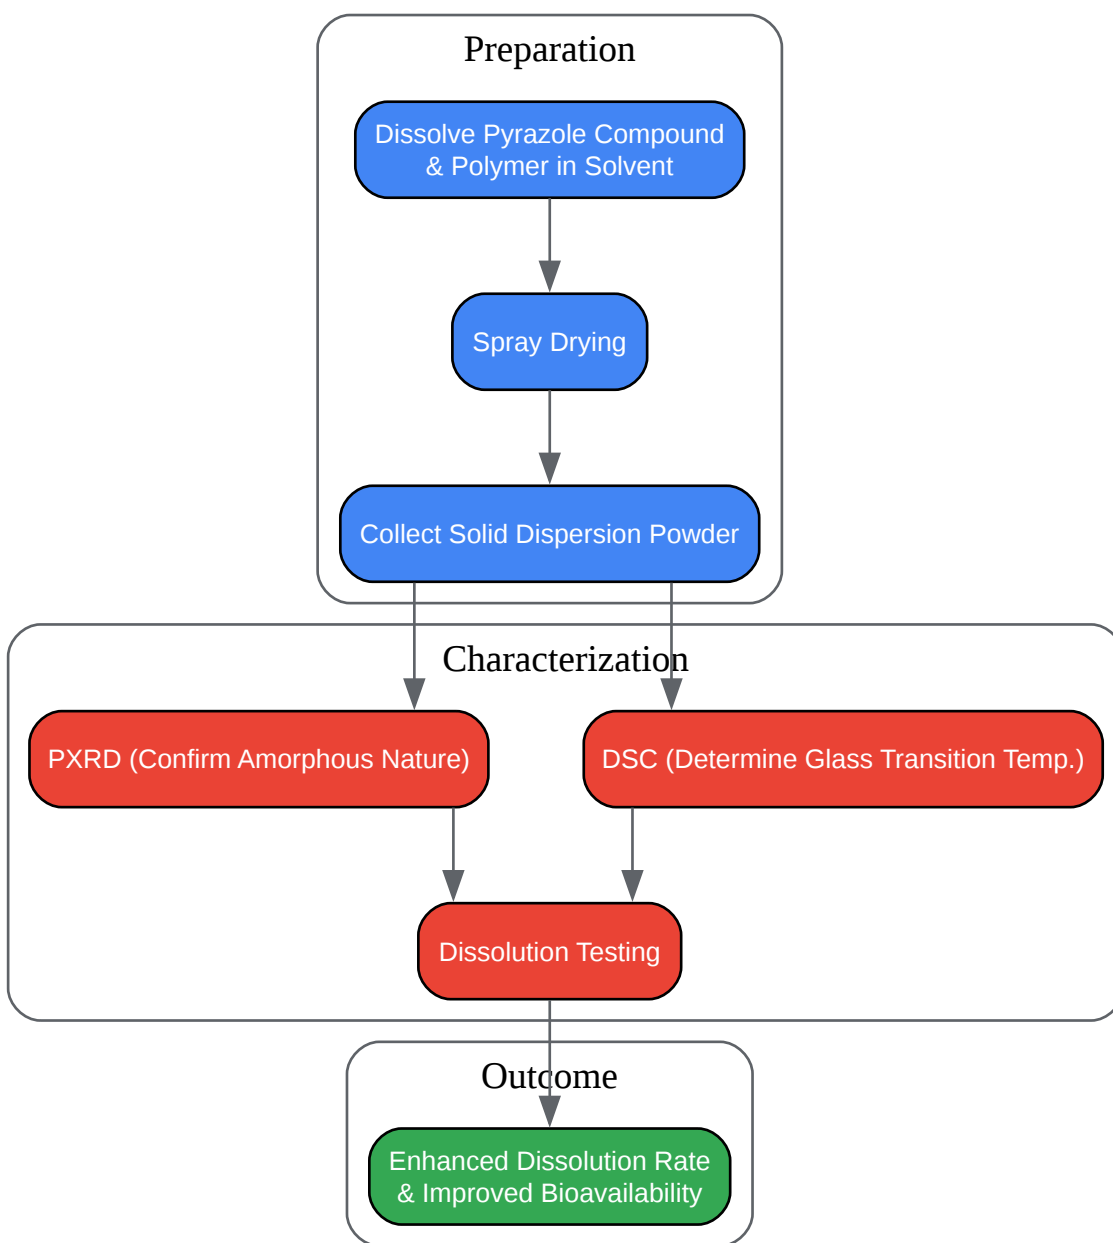 Preparation
Dissolve Pyrazole Compound
& Polymer in Solvent
Spray Drying
Collect Solid Dispersion Powder
Characterization
PXRD (Confirm Amorphous Nature)
DSC (Determine Glass Transition Temp.)
Dissolution Testing
Outcome
Enhanced Dissolution Rate
& Improved Bioavailability